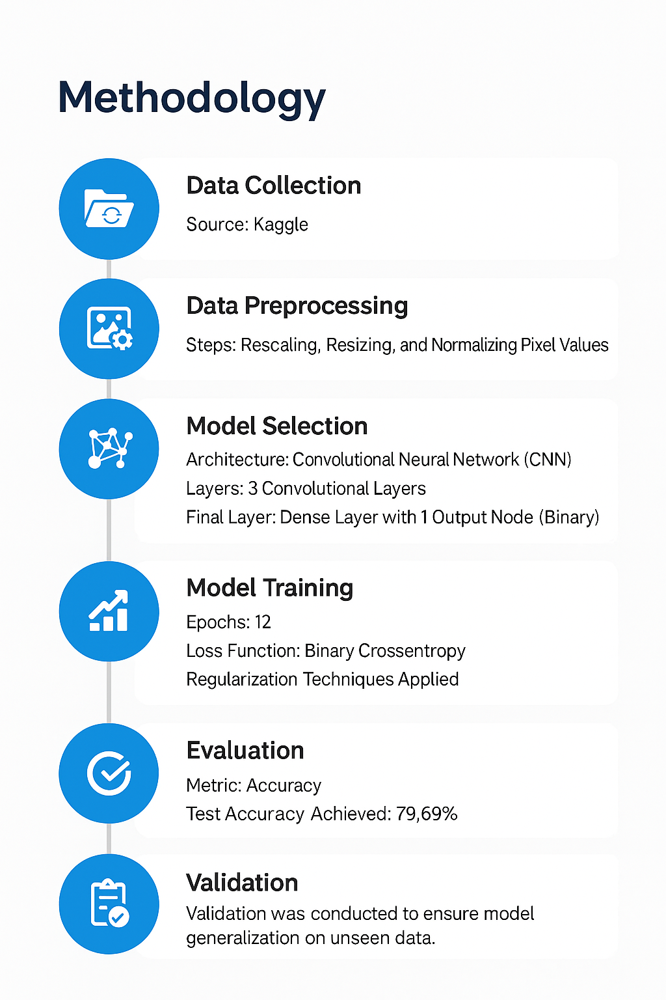 Methodology
Data Collection
Source: Kaggle
Data Preprocessing
Steps: Rescaling, Resizing, and Normalizing Pixel Values
Model Selection
Architecture: Convolutional Neural Network (CNN)
Layers: 3 Convolutional Layers
Final Layer: Dense Layer with 1 Output Node (Binary)
Model Training
Epochs: 12
Loss Function: Binary Crossentropy
Regularization Techniques Applied
Evaluation
Metric: Accuracy
Test Accuracy Achieved: 79,69%
Validation
Validation was conducted to ensure model
generalization on unseen data.